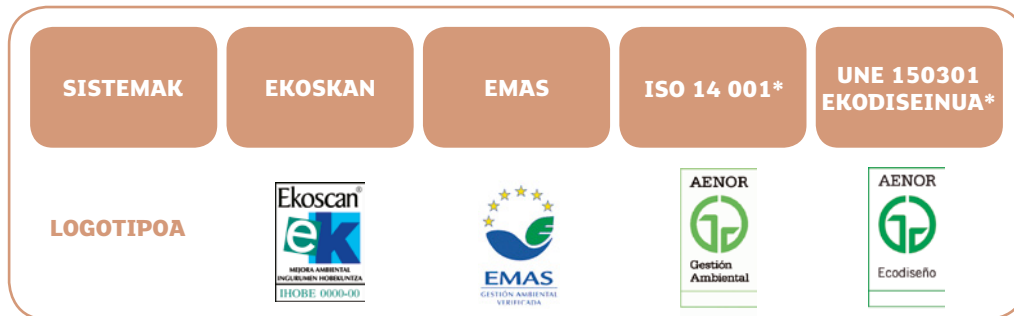 SISTEMAK
EKOSKAN
EMAS
ISO 14 001*
UNE 150301
EKODISEINUA*
LOGOTIPOA
Ekoscan®
ek
MEJORA AMBIENTAL
INGURUMEN HOBEKUNTZA
IHOBE 0000-00
EMAS
GESTIÓN AMBIENTAL
VERIFICADA
AENOR
Gestión
Ambiental
AENOR
Ecodiseño